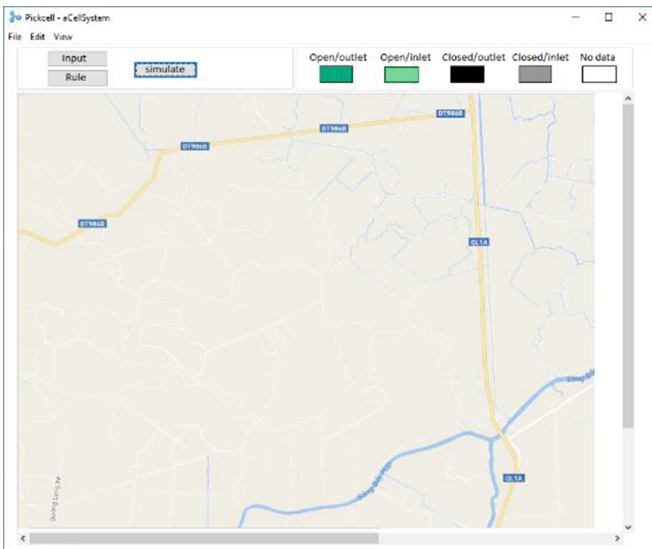 Pickcell - aCellSystem
File Edit View
Input
Rule
simulate
Open/outlet Open/inlet Closed/outlet Closed/inlet No data
DT986B
DT986B
DT986B
DT986B
QL1A
QL1A